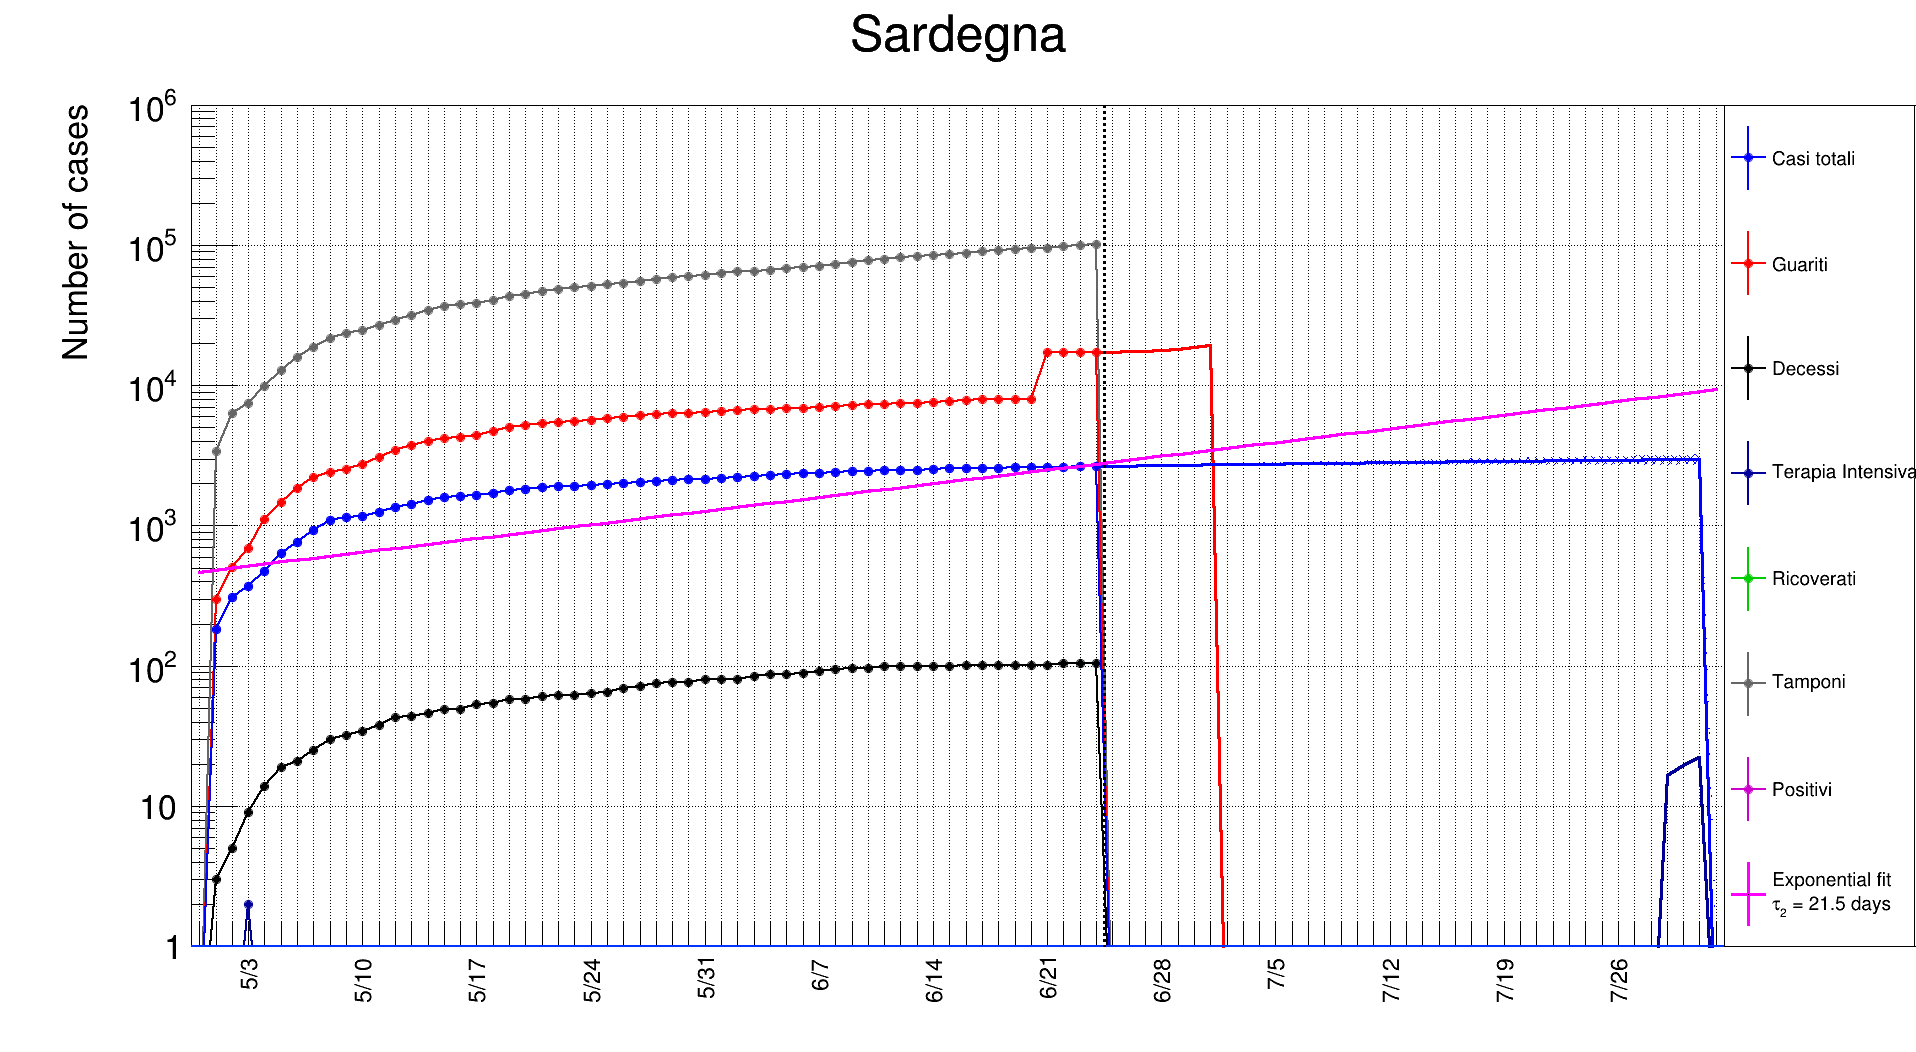 Sardegna
Number of cases
10^6
10^5
10^4
10^3
10^2
10
1
5/3
5/10
5/17
5/24
5/31
6/7
6/14
6/21
6/28
7/5
7/12
7/19
7/26
Casi totali
Guariti
Decessi
Terapia Intensiva
Ricoverati
Tamponi
Positivi
Exponential fit
τ₂ = 21.5 days